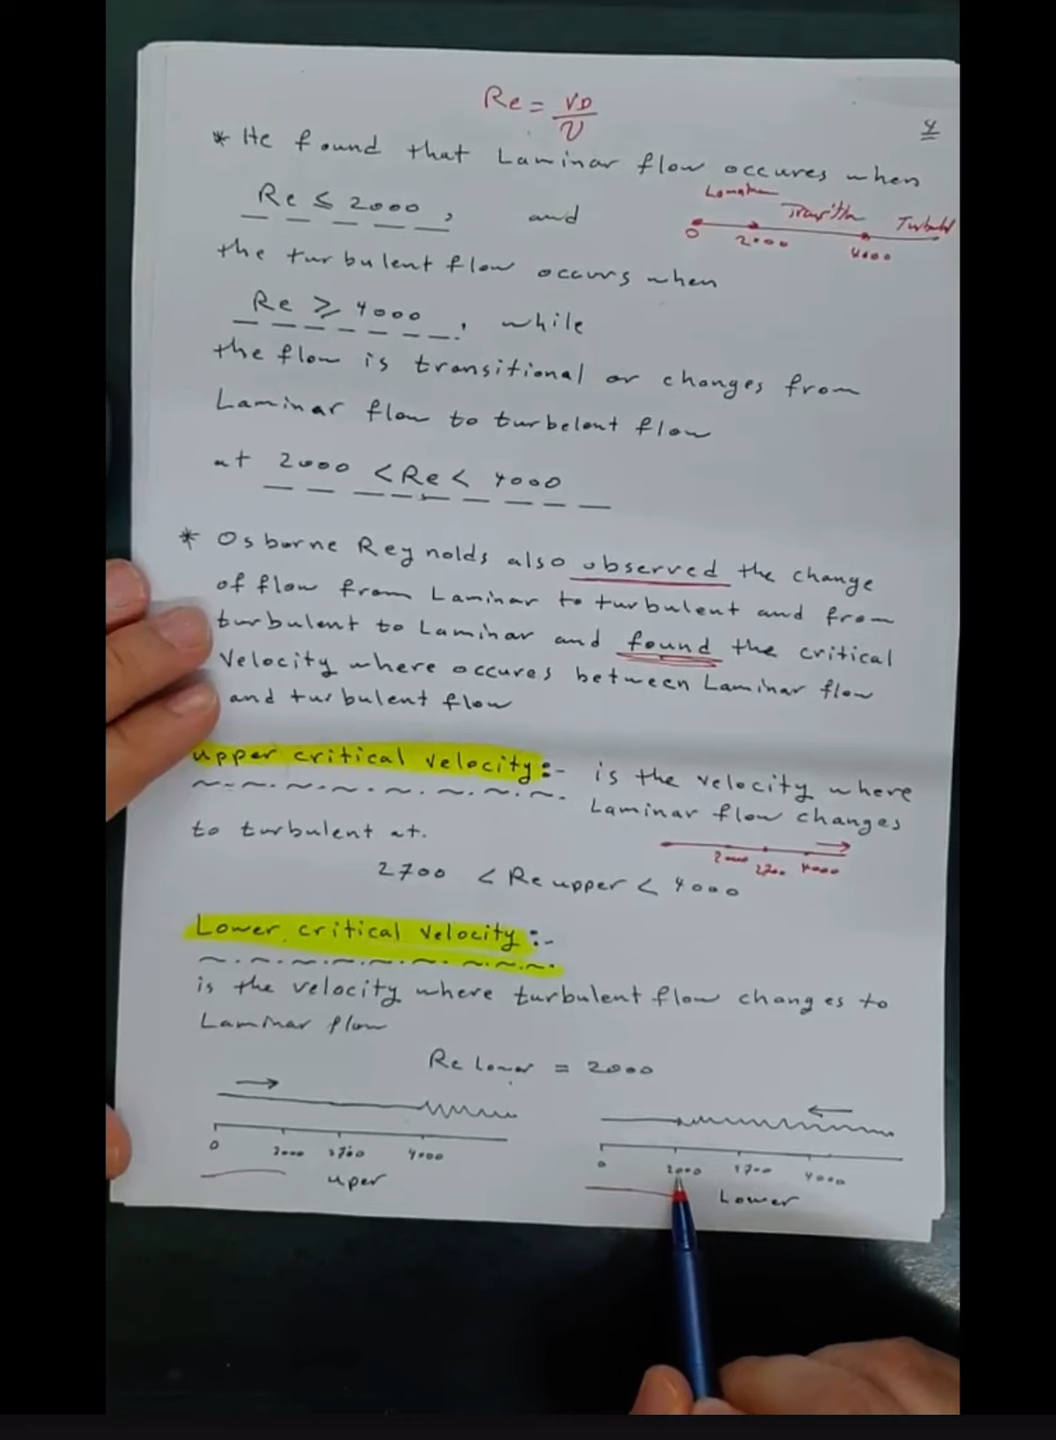 Re = VD/ν
4
* He found that Laminar flow occures when
Re ≤ 2000, and
Transition
0 2000 4000
the turbulent flow occurs when
Re ≥ 4000, while
the flow is transitional or changes from
Laminar flow to turbelent flow
at 2000 < Re < 4000
* Osborne Reynolds also observed the change
of flow from Laminar to turbulent and from
turbulent to Laminar and found the critical
Velocity where occures between Laminar flow
and turbulent flow
upper critical velocity:- is the velocity where
Laminar flow changes
to turbulent at.
2000 2700 4000
2700 < Re upper < 4000
Lower critical velocity:-
is the velocity where turbulent flow changes to
Laminar flow
Re lower = 2000
0 2000 2700 4000
uper
0 2000 2700 4000
Lower